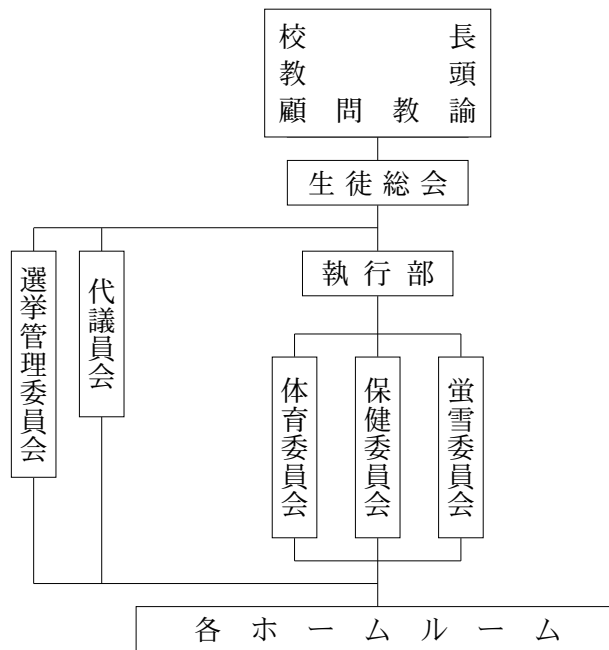 校長
教頭
顧問教諭
生徒総会
執行部
選挙管理委員会
代議員会
体育委員会
保健委員会
蛍雪委員会
各ホームルーム